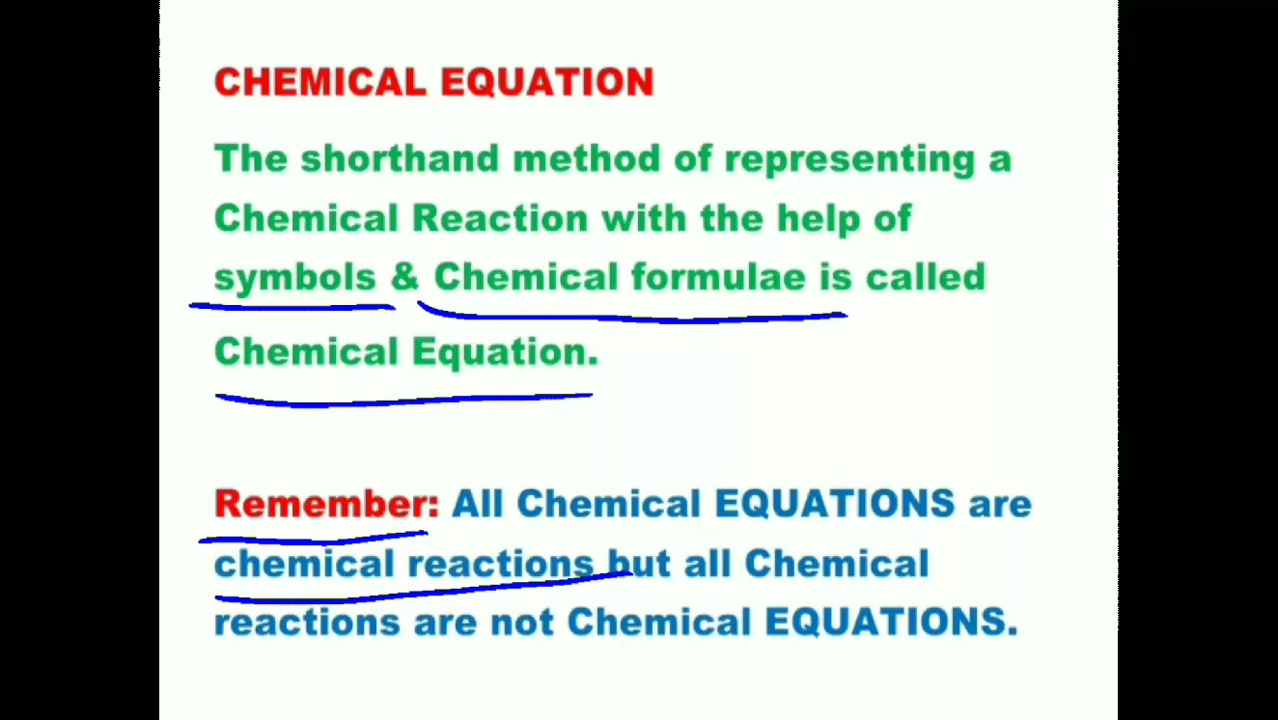 CHEMICAL EQUATION
The shorthand method of representing a
Chemical Reaction with the help of
symbols & Chemical formulae is called
Chemical Equation.
Remember: All Chemical EQUATIONS are
chemical reactions but all Chemical
reactions are not Chemical EQUATIONS.